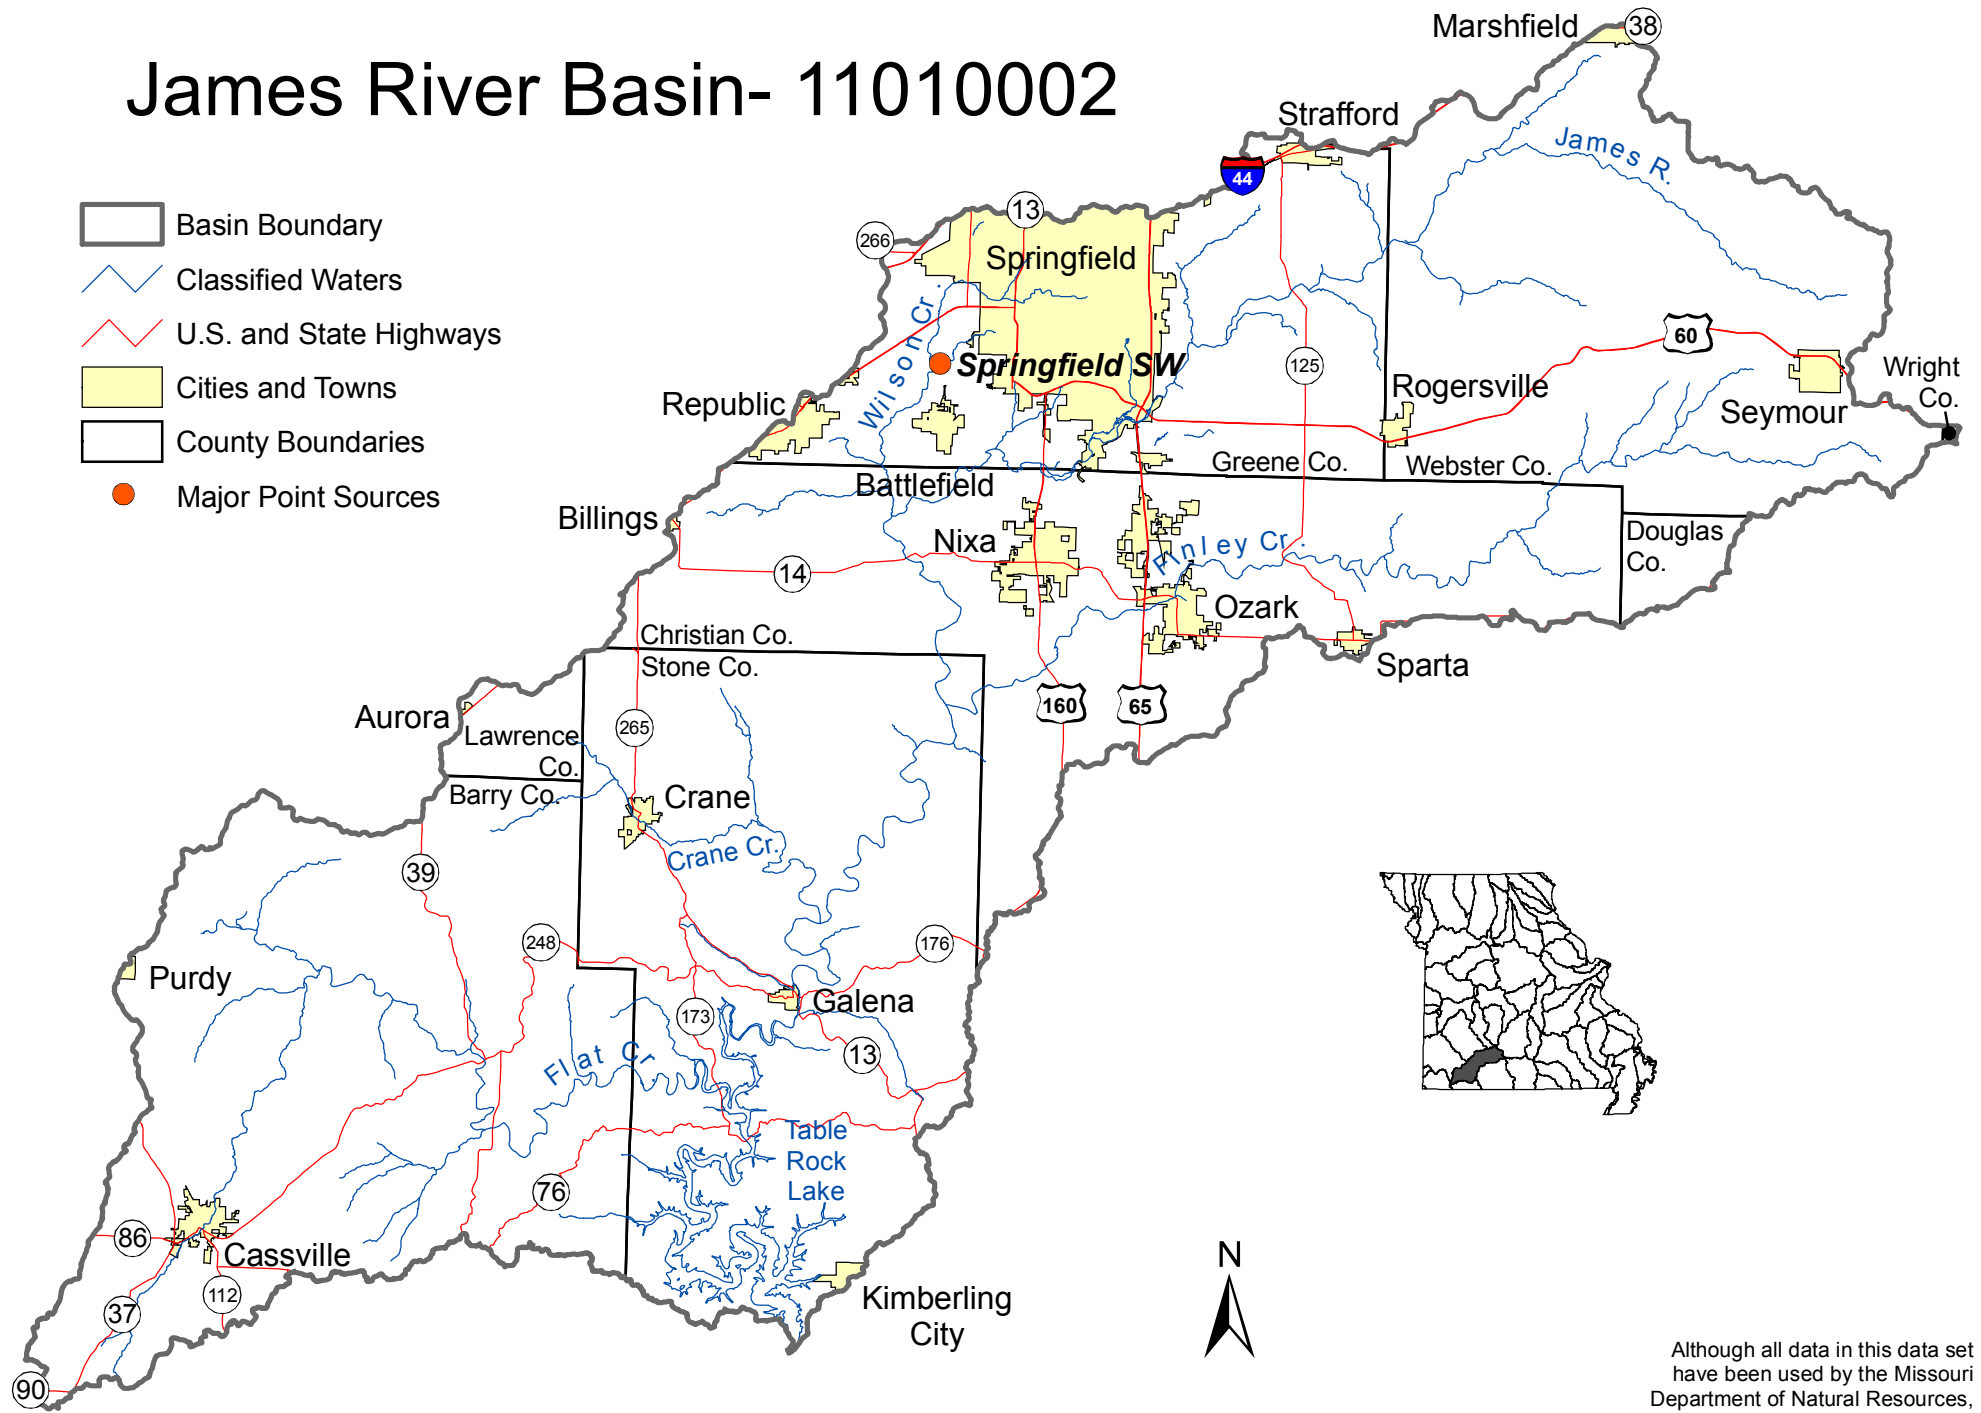 James River Basin- 11010002
Basin Boundary
Classified Waters
U.S. and State Highways
Cities and Towns
County Boundaries
Major Point Sources
Marshfield
38
Strafford
James R.
44
13
266
Springfield
Wilson Cr.
Springfield SW
60
125
Wright
Co.
Rogersville
Seymour
Republic
Greene Co.
Webster Co.
Battlefield
Billings
Nixa
Finley Cr.
Douglas
Co.
14
Ozark
Christian Co.
Stone Co.
Sparta
160
65
Aurora
265
Lawrence
Co.
Barry Co.
Crane
Crane Cr.
39
248
176
Purdy
Galena
173
13
Flat Cr.
Table
Rock
Lake
76
86
Cassville
112
37
Kimberling
City
90
N
Although all data in this data set
have been used by the Missouri
Department of Natural Resources,